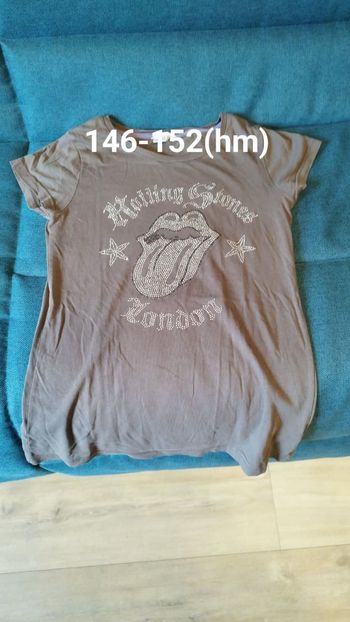 146-152(hm)
Rolling Stones
London